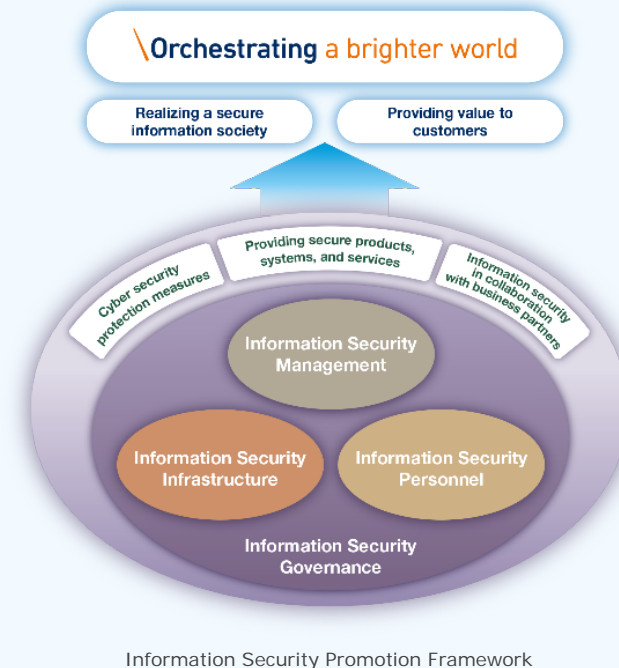 \Orchestrating a brighter world
Realizing a secure
information society
Providing value to
customers
Cyber security
protection measures
Providing secure products,
systems, and services
Information security
in collaboration
with business partners
Information Security
Management
Information Security
Infrastructure
Information Security
Personnel
Information Security
Governance
Information Security Promotion Framework